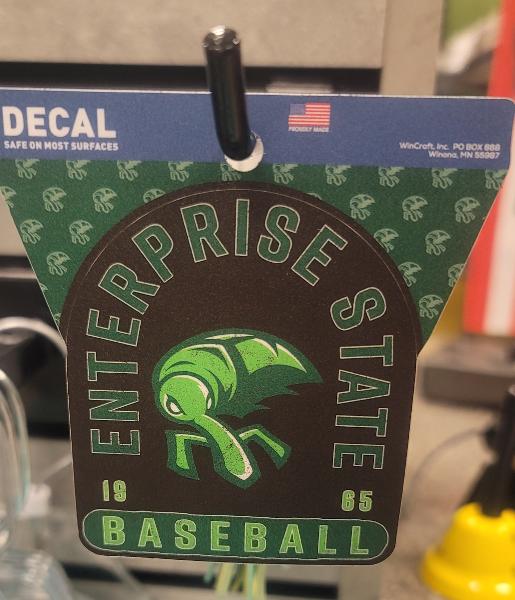 DECAL
SAFE ON MOST SURFACES
PROUDLY MADE
WinCraft, Inc. PO BOX 888
Winona, MN 55987
ENTERPRISE STATE
19 65
BASEBALL